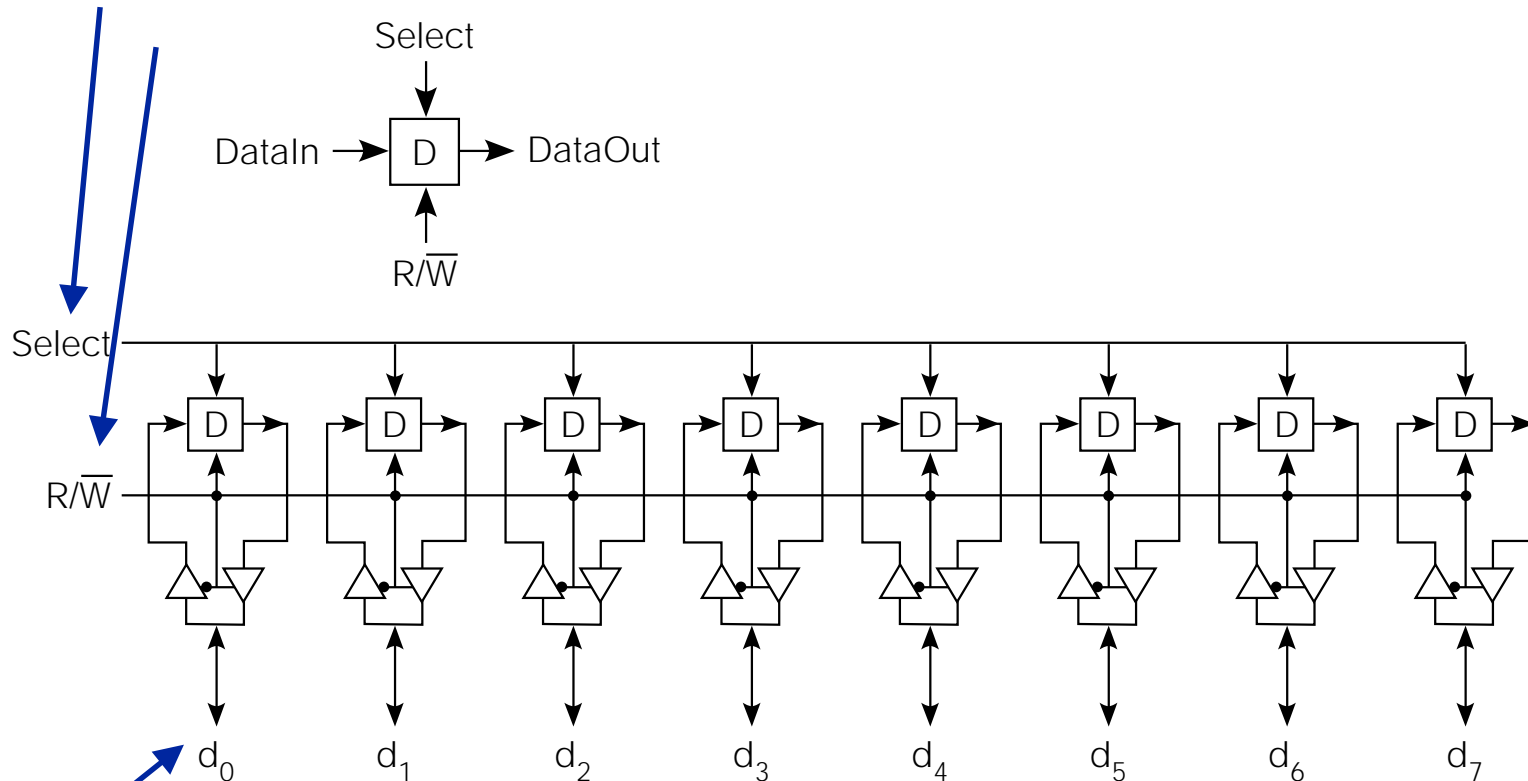 Select
DataIn D DataOut
R/W̅
Select
D D D D D D D D
R/W̅
d₀ d₁ d₂ d₃ d₄ d₅ d₆ d₇